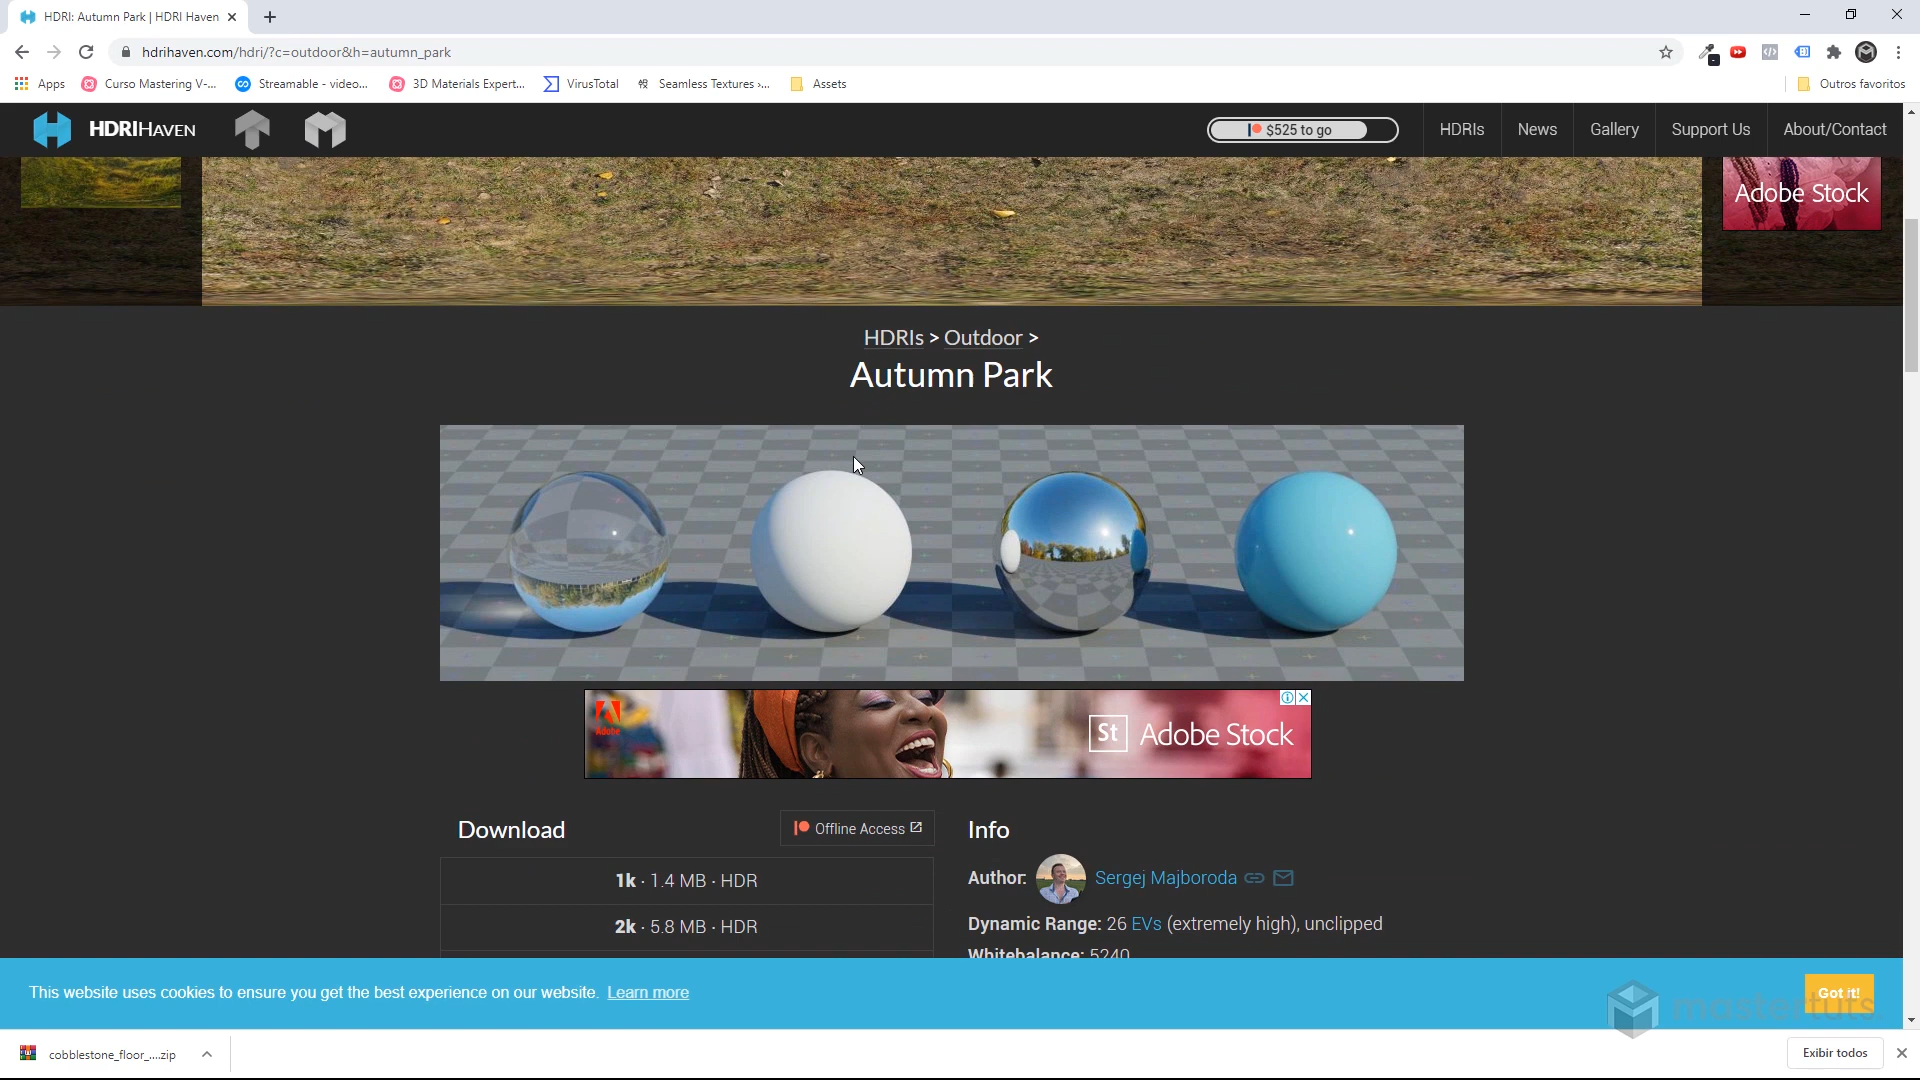 HDRI: Autumn Park | HDRI Haven
hdrihaven.com/hdri/?c=outdoor&h=autumn_park
Apps
Curso Mastering V-...
Streamable - video...
3D Materials Expert...
VirusTotal
Seamless Textures >...
Assets
Outros favoritos
HDRIHAVEN
$525 to go
HDRIs
News
Gallery
Support Us
About/Contact
Adobe Stock
HDRIs > Outdoor >
Autumn Park
Adobe
St Adobe Stock
Download
Offline Access
1k · 1.4 MB · HDR
2k · 5.8 MB · HDR
Info
Author: Sergej Majboroda
Dynamic Range: 26 EVs (extremely high), unclipped
Whitebalance: 5240
This website uses cookies to ensure you get the best experience on our website. Learn more
Got it!
mastertuts.
cobblestone_floor_....zip
Exibir todos